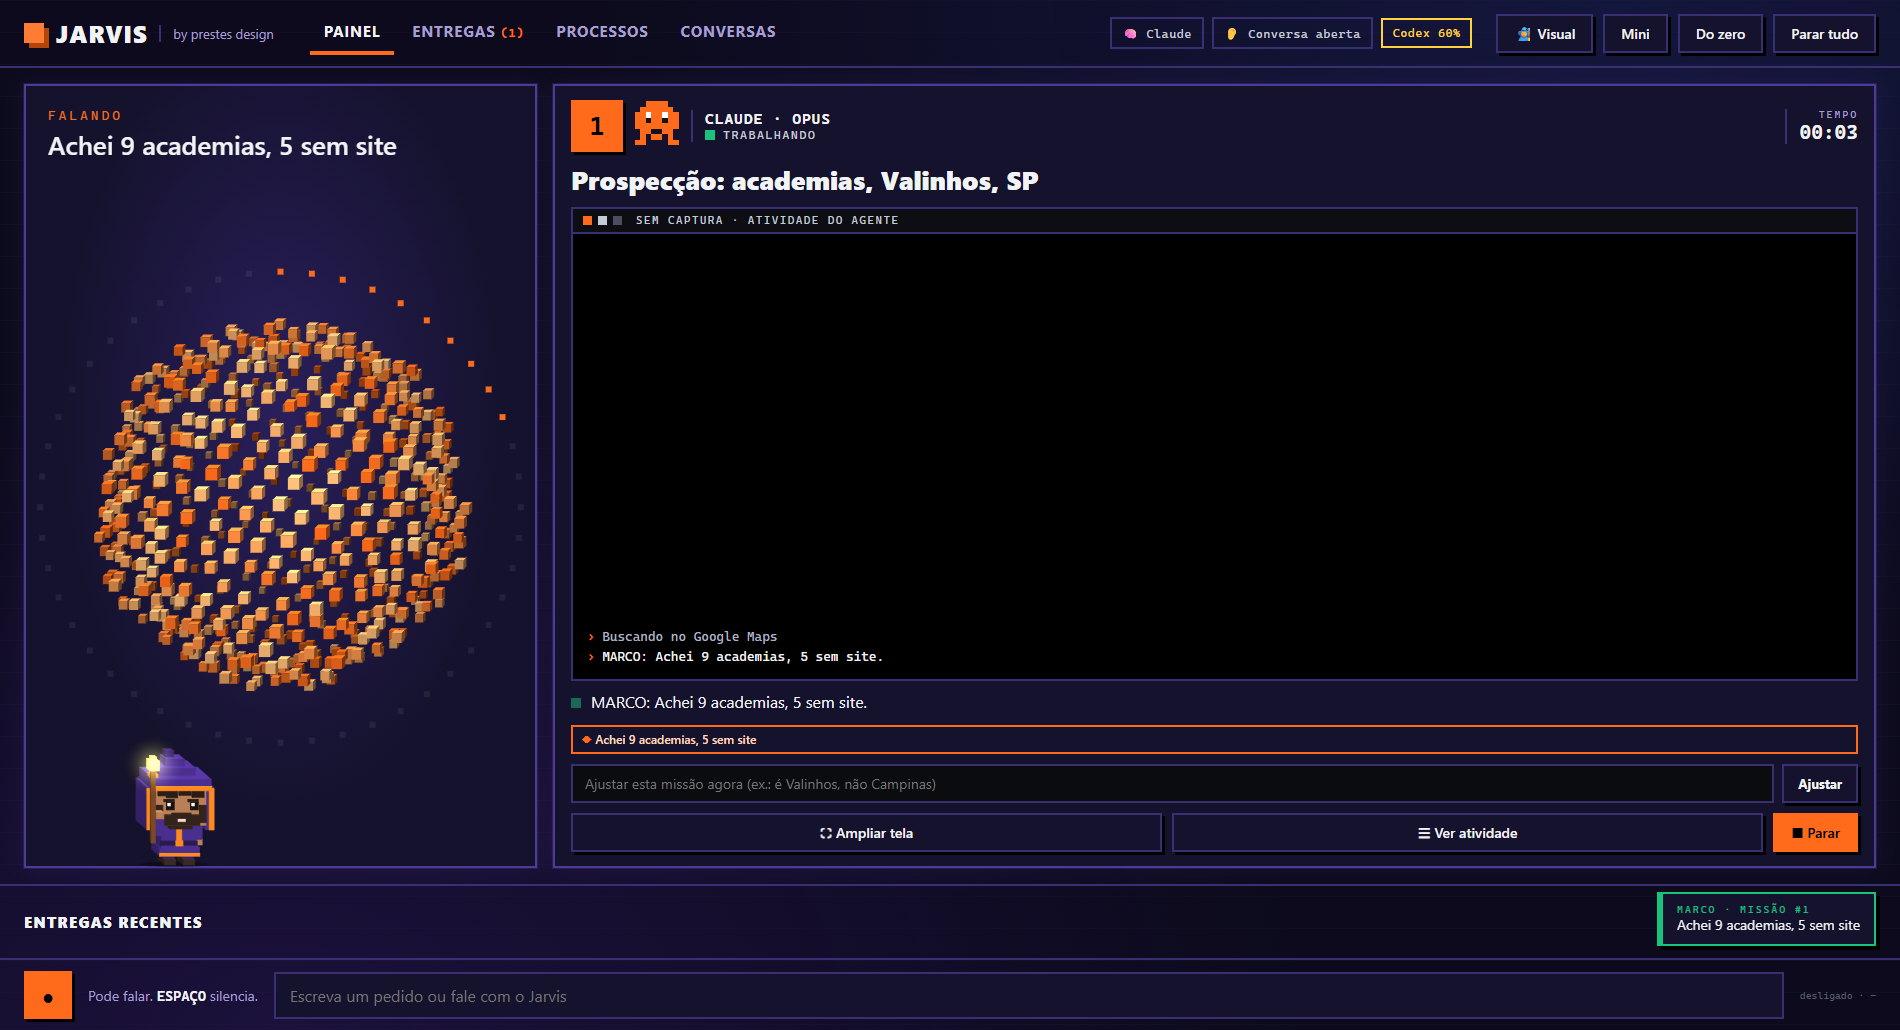 JARVIS by prestes design
PAINEL ENTREGAS (1) PROCESSOS CONVERSAS
Claude Conversa aberta Codex 60% Visual Mini Do zero Parar tudo
FALANDO
Achei 9 academias, 5 sem site
1
CLAUDE · OPUS
TRABALHANDO
TEMPO
00:03
Prospecção: academias, Valinhos, SP
SEM CAPTURA · ATIVIDADE DO AGENTE
› Buscando no Google Maps
› MARCO: Achei 9 academias, 5 sem site.
MARCO: Achei 9 academias, 5 sem site.
Achei 9 academias, 5 sem site
Ajustar esta missão agora (ex.: é Valinhos, não Campinas) Ajustar
Ampliar tela Ver atividade Parar
ENTREGAS RECENTES
MARCO · MISSÃO #1
Achei 9 academias, 5 sem site
Pode falar. ESPAÇO silencia. Escreva um pedido ou fale com o Jarvis desligado · –